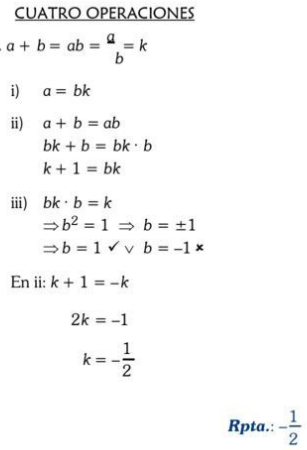 CUATRO OPERACIONES
. a + b = ab = a/b = k
i) a = bk
ii) a + b = ab
bk + b = bk · b
k + 1 = bk
iii) bk · b = k
⇒b² = 1 ⇒ b = ±1
⇒b = 1 ✓ ∨ b = –1 ×
En ii: k + 1 = –k
2k = –1
k = –1/2
Rpta.: –1/2